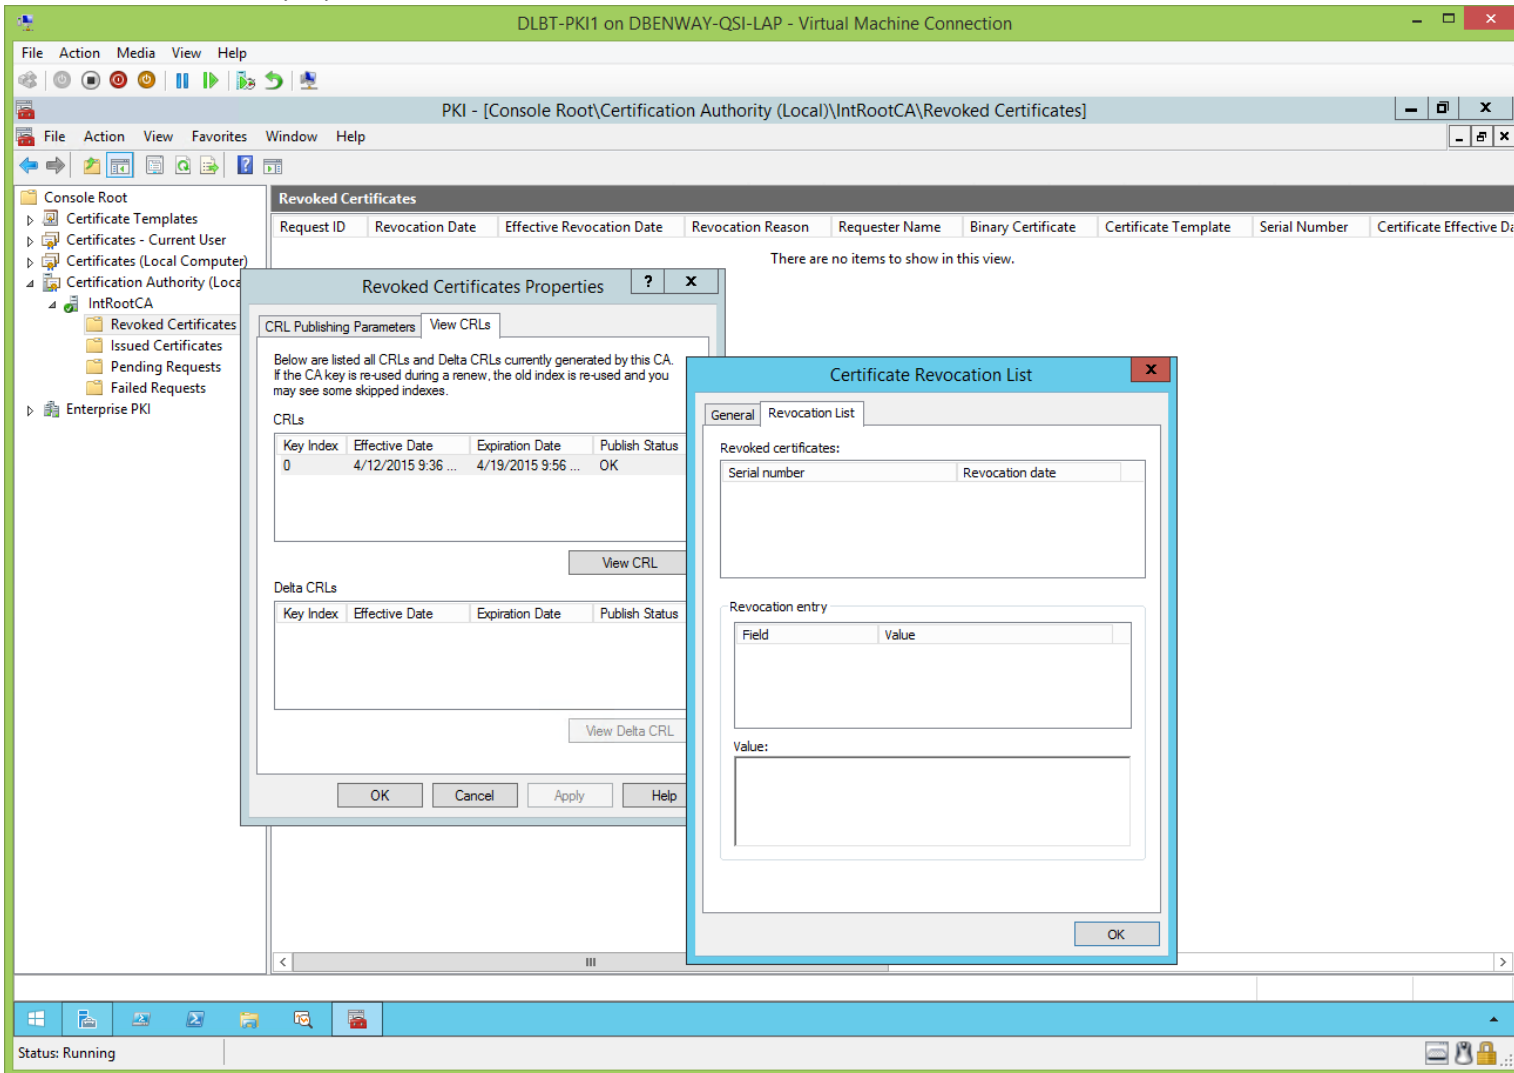 DLBT-PKI1 on DBENWAY-QSI-LAP - Virtual Machine Connection
File Action Media View Help
PKI - [Console Root\Certification Authority (Local)\IntRootCA\Revoked Certificates]
File Action View Favorites Window Help
Console Root
Certificate Templates
Certificates - Current User
Certificates (Local Computer)
Certification Authority (Loca
IntRootCA
Revoked Certificates
Issued Certificates
Pending Requests
Failed Requests
Enterprise PKI
Revoked Certificates
Request ID Revocation Date Effective Revocation Date Revocation Reason Requester Name Binary Certificate Certificate Template Serial Number Certificate Effective Da
There are no items to show in this view.
Revoked Certificates Properties
CRL Publishing Parameters View CRLs
Below are listed all CRLs and Delta CRLs currently generated by this CA.
If the CA key is re-used during a renew, the old index is re-used and you
may see some skipped indexes.
CRLs
Key Index Effective Date Expiration Date Publish Status
0 4/12/2015 9:36 ... 4/19/2015 9:56 ... OK
View CRL
Delta CRLs
Key Index Effective Date Expiration Date Publish Status
View Delta CRL
OK Cancel Apply Help
Certificate Revocation List
General Revocation List
Revoked certificates:
Serial number Revocation date
Revocation entry
Field Value
Value:
OK
Status: Running